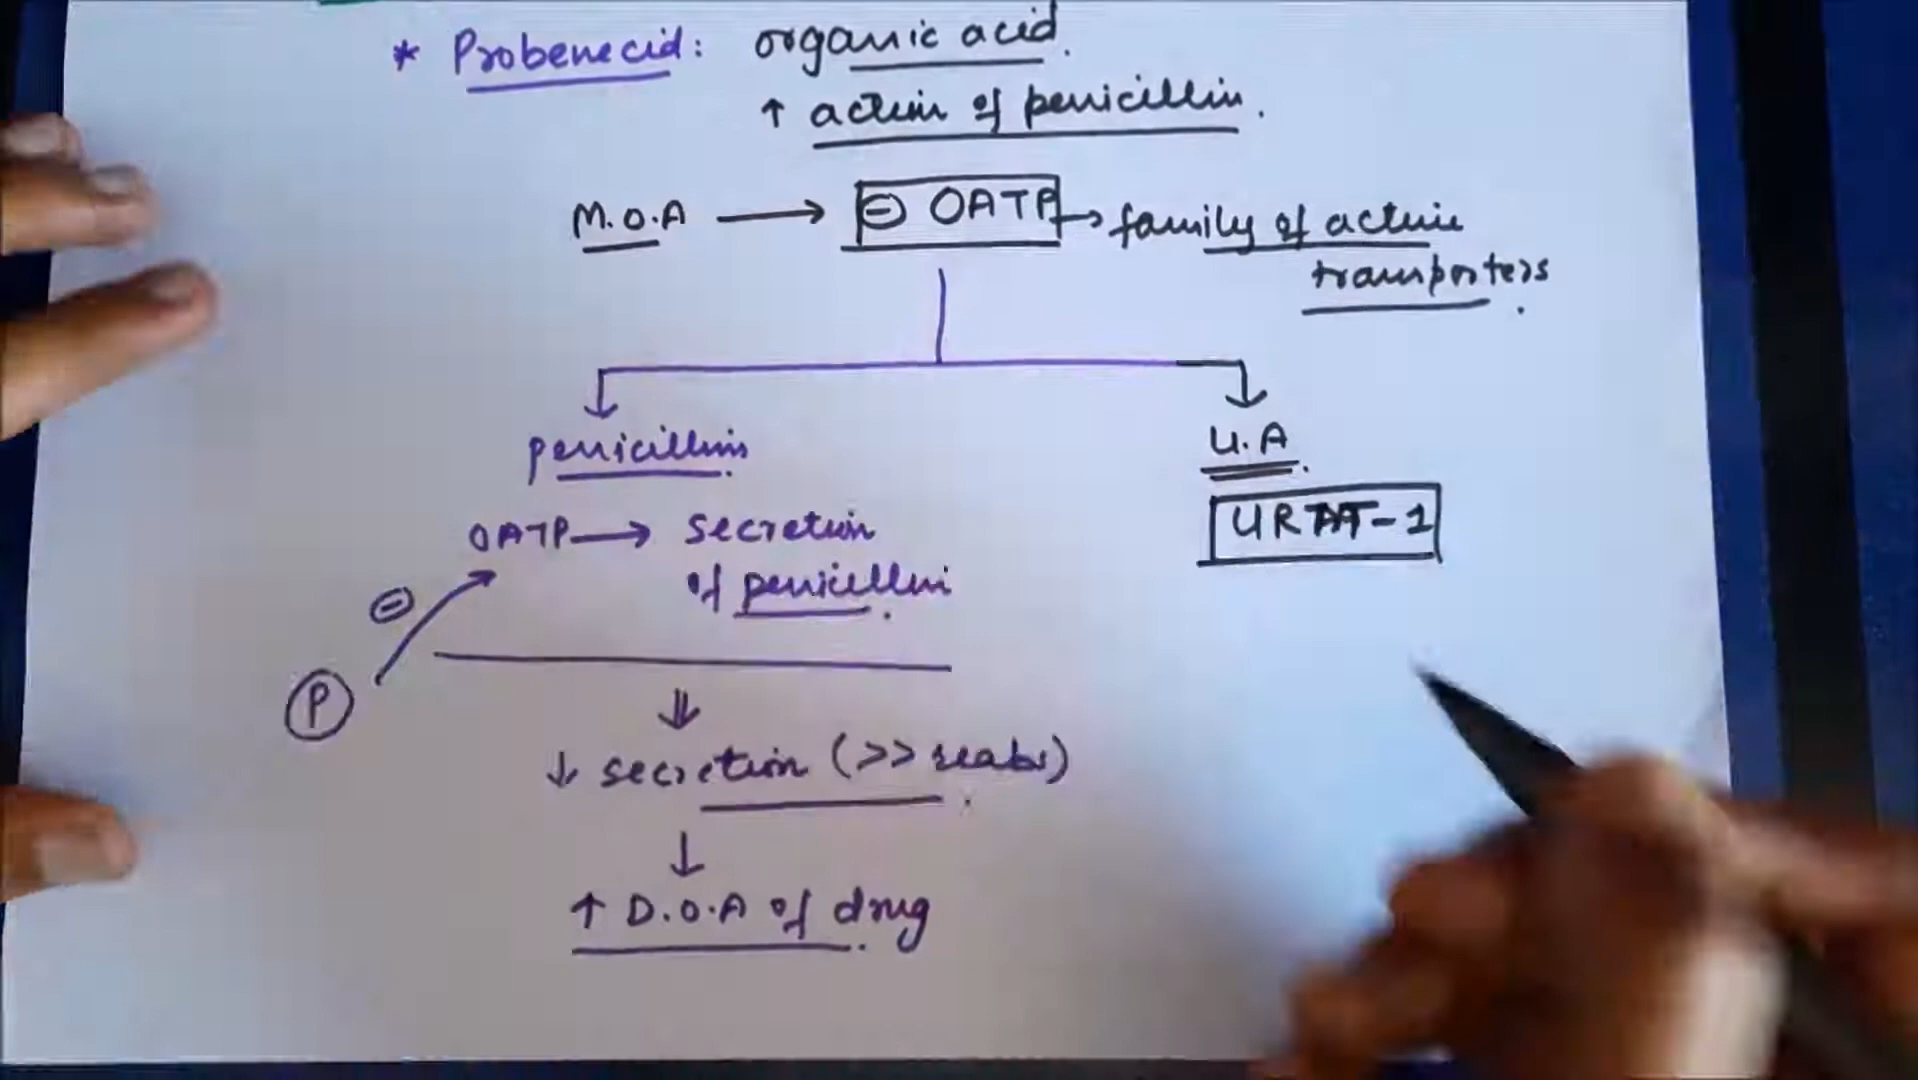 * Probenecid: organic acid.
↑ action of penicillin.
M.O.A → ⊖ OATP → family of active
transporters.
penicillins
U.A.
OATP → secretion
URAT-1
of penicillin.
⊖
P
⇓
↓ secretion (>> reabs)
↓
↑ D.O.A of drug.